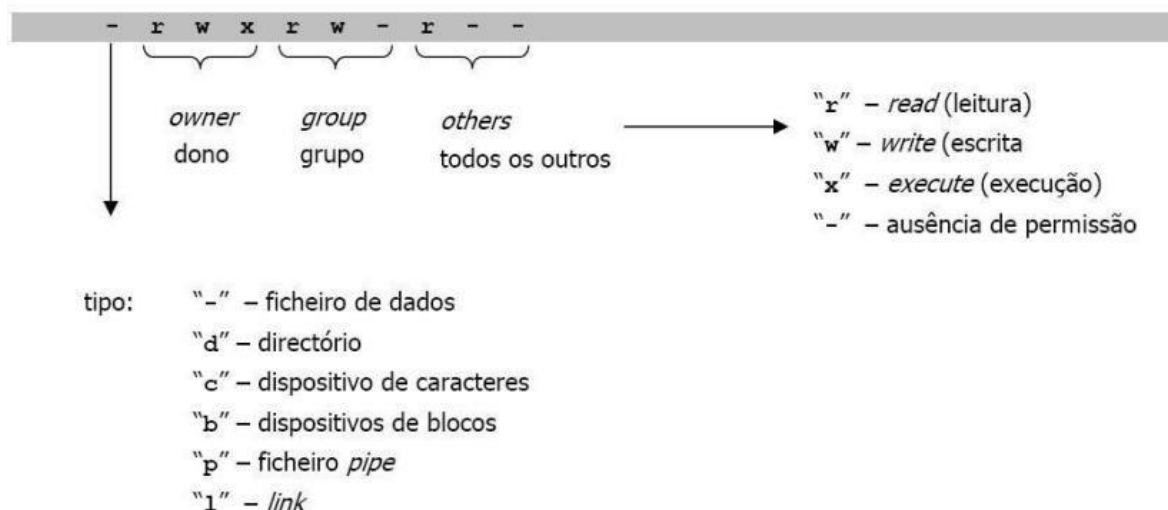 - r w x r w - r - -
owner group others
dono grupo todos os outros
"r" – read (leitura)
"w" – write (escrita
"x" – execute (execução)
"-" – ausência de permissão
tipo: "-" – ficheiro de dados
"d" – directório
"c" – dispositivo de caracteres
"b" – dispositivos de blocos
"p" – ficheiro pipe
"l" – link